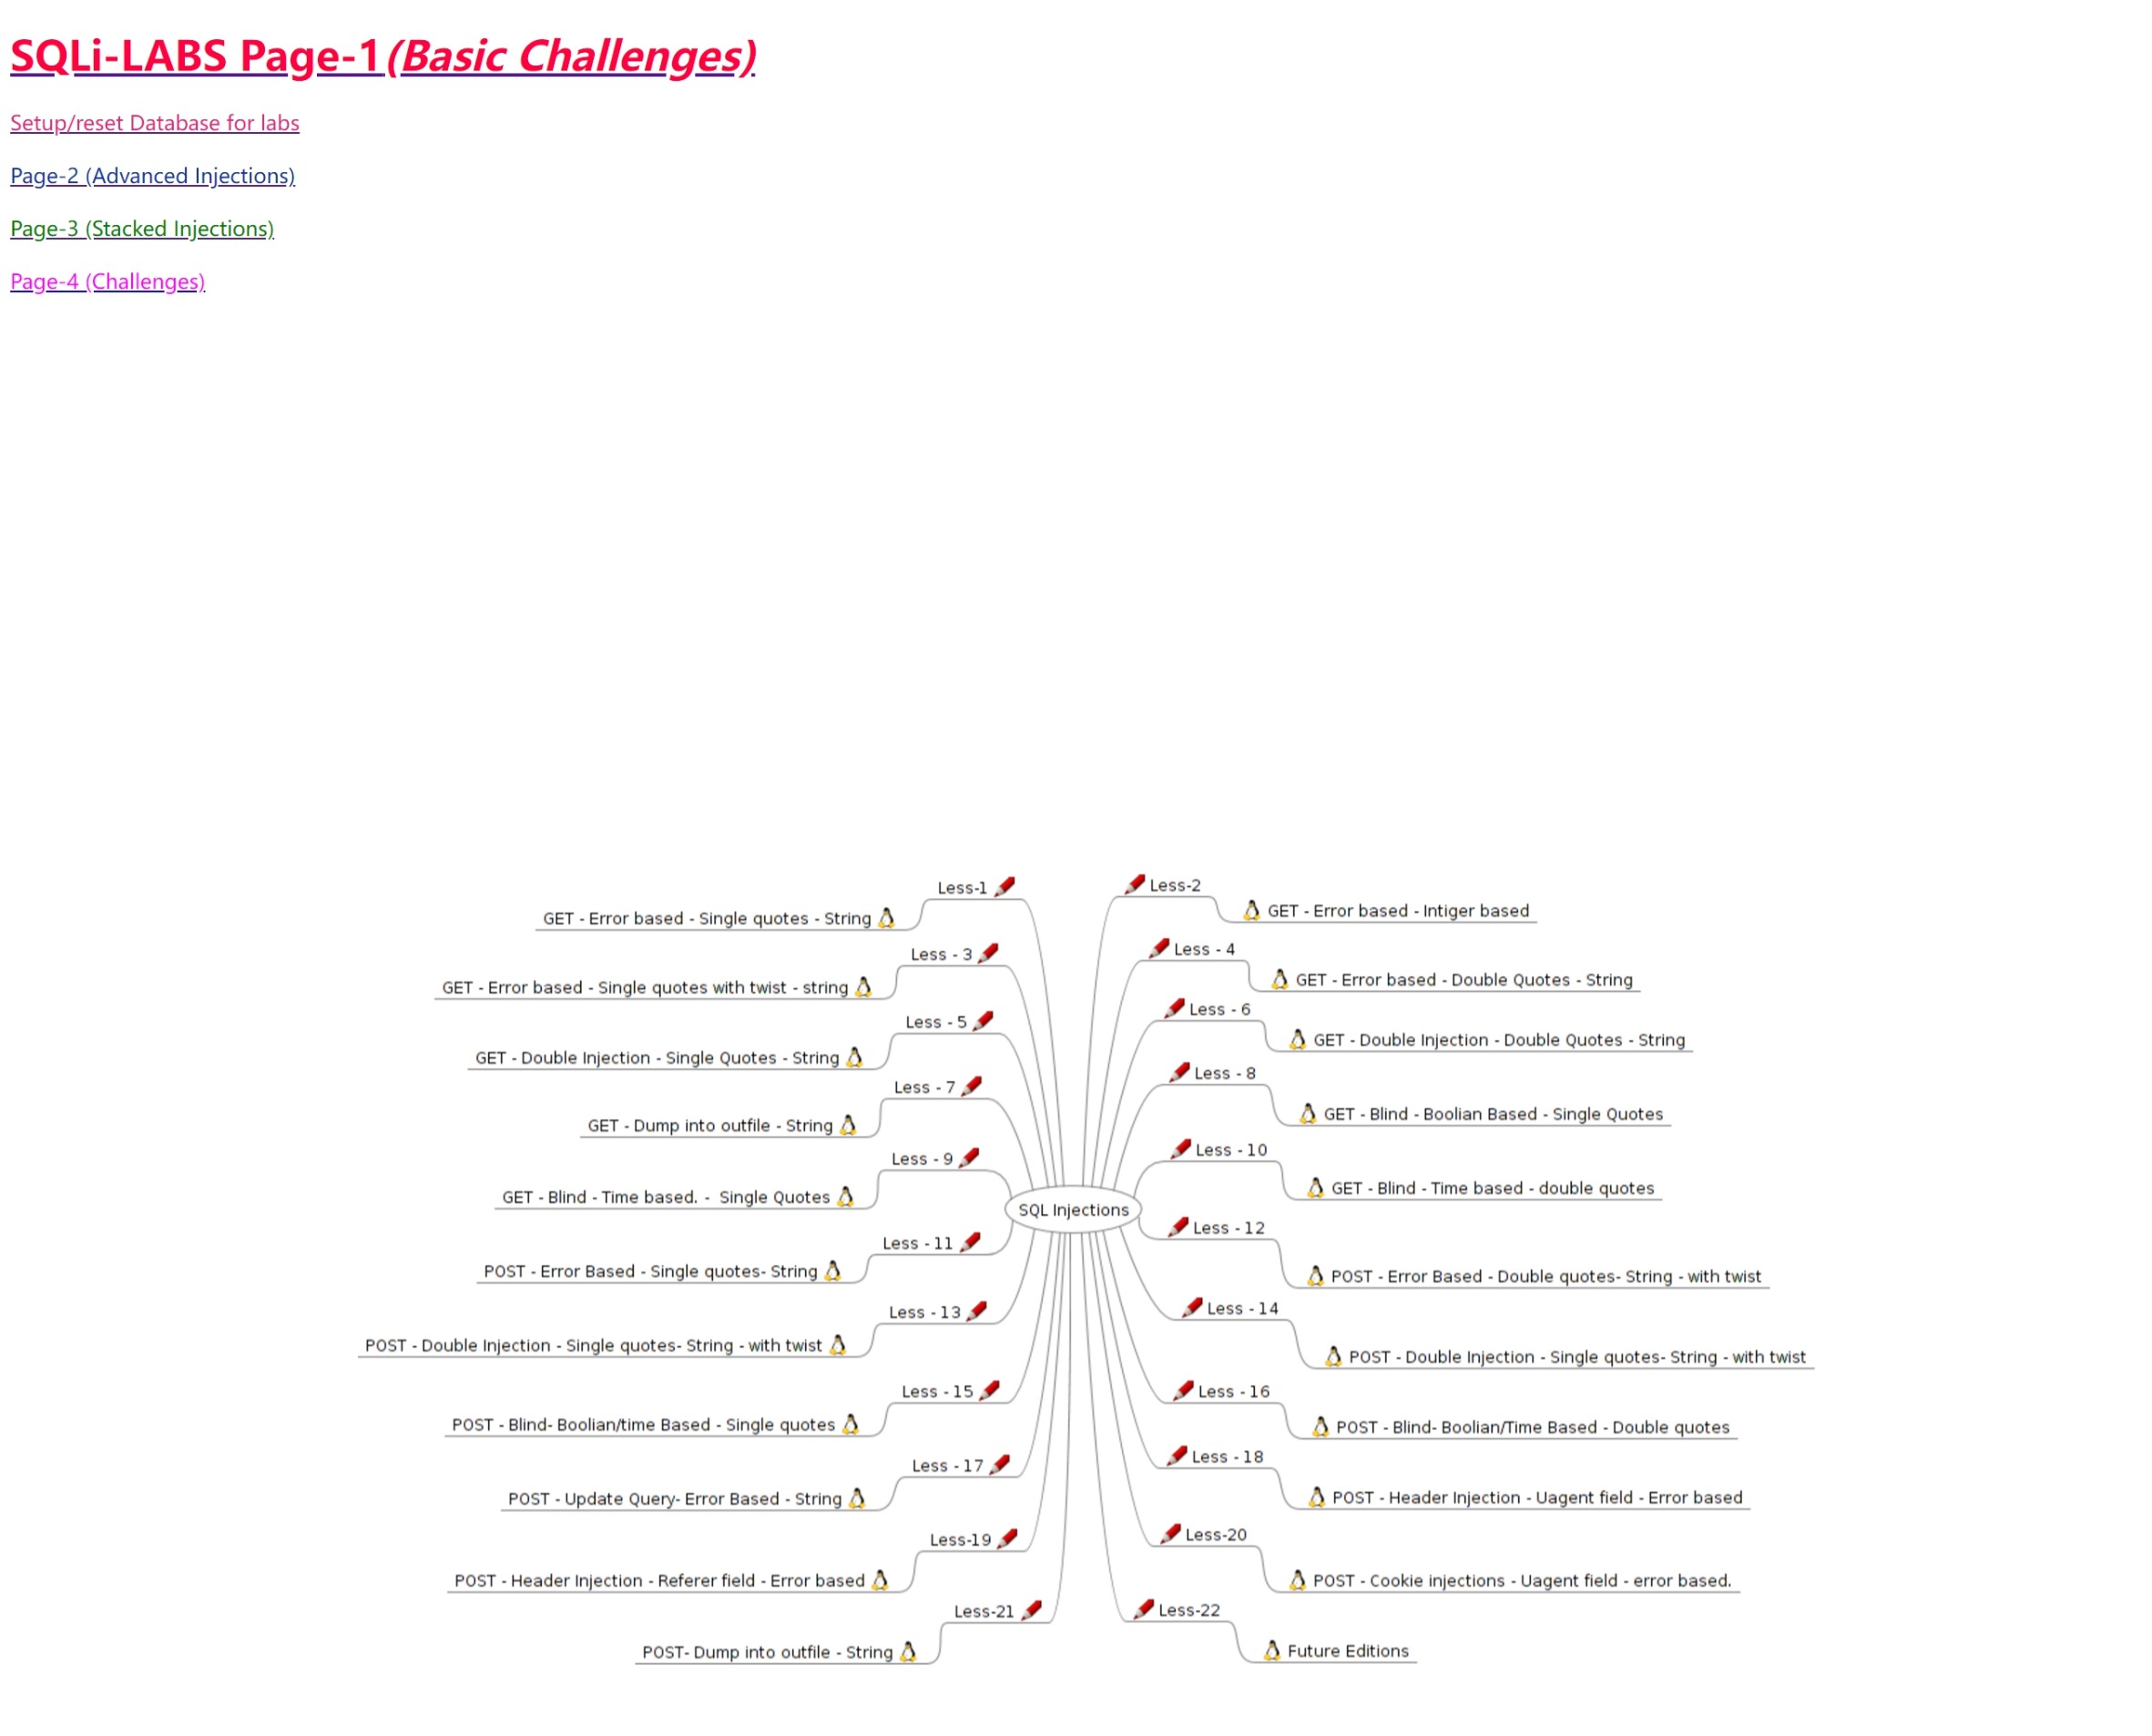 SQLi-LABS Page-1(Basic Challenges)
Setup/reset Database for labs
Page-2 (Advanced Injections)
Page-3 (Stacked Injections)
Page-4 (Challenges)
Less-1
GET - Error based - Single quotes - String
Less - 3
GET - Error based - Single quotes with twist - string
Less - 5
GET - Double Injection - Single Quotes - String
Less - 7
GET - Dump into outfile - String
Less - 9
GET - Blind - Time based. - Single Quotes
Less - 11
POST - Error Based - Single quotes- String
Less - 13
POST - Double Injection - Single quotes- String - with twist
Less - 15
POST - Blind- Boolian/time Based - Single quotes
Less - 17
POST - Update Query- Error Based - String
Less-19
POST - Header Injection - Referer field - Error based
Less-21
POST- Dump into outfile - String
SQL Injections
Less-2
GET - Error based - Intiger based
Less - 4
GET - Error based - Double Quotes - String
Less - 6
GET - Double Injection - Double Quotes - String
Less - 8
GET - Blind - Boolian Based - Single Quotes
Less - 10
GET - Blind - Time based - double quotes
Less - 12
POST - Error Based - Double quotes- String - with twist
Less - 14
POST - Double Injection - Single quotes- String - with twist
Less - 16
POST - Blind- Boolian/Time Based - Double quotes
Less - 18
POST - Header Injection - Uagent field - Error based
Less-20
POST - Cookie injections - Uagent field - error based.
Less-22
Future Editions